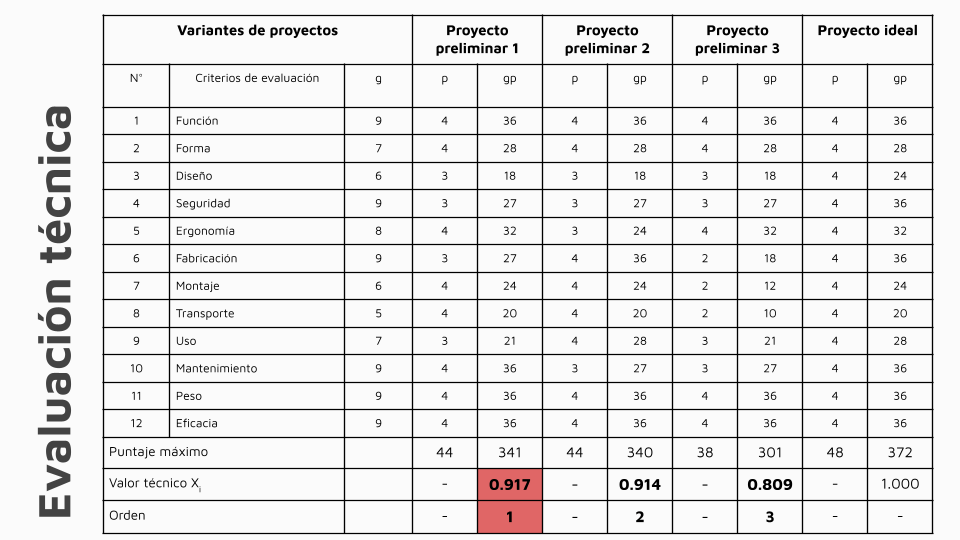 Evaluación técnica
Variantes de proyectos Proyecto preliminar 1 Proyecto preliminar 2 Proyecto preliminar 3 Proyecto ideal
N° Criterios de evaluación g p gp p gp p gp p gp
1 Función 9 4 36 4 36 4 36 4 36
2 Forma 7 4 28 4 28 4 28 4 28
3 Diseño 6 3 18 3 18 3 18 4 24
4 Seguridad 9 3 27 3 27 3 27 4 36
5 Ergonomía 8 4 32 3 24 4 32 4 32
6 Fabricación 9 3 27 4 36 2 18 4 36
7 Montaje 6 4 24 4 24 2 12 4 24
8 Transporte 5 4 20 4 20 2 10 4 20
9 Uso 7 3 21 4 28 3 21 4 28
10 Mantenimiento 9 4 36 3 27 3 27 4 36
11 Peso 9 4 36 4 36 4 36 4 36
12 Eficacia 9 4 36 4 36 4 36 4 36
Puntaje máximo 44 341 44 340 38 301 48 372
Valor técnico Xi - 0.917 - 0.914 - 0.809 - 1.000
Orden - 1 - 2 - 3 - -